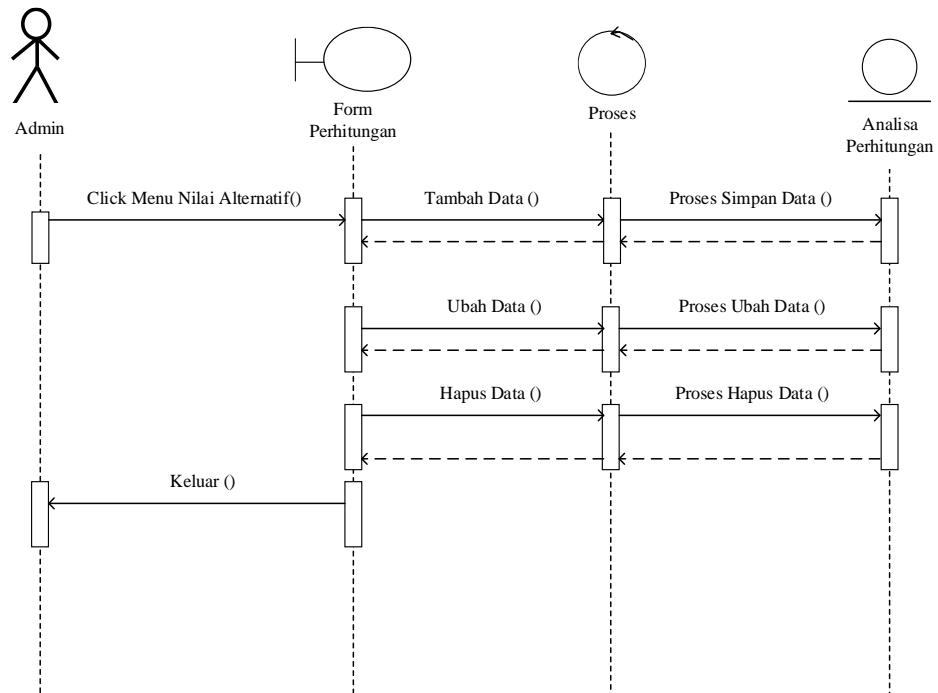 Admin
Form
Perhitungan
Proses
Analisa
Perhitungan
Click Menu Nilai Alternatif()
Tambah Data ()
Proses Simpan Data ()
Ubah Data ()
Proses Ubah Data ()
Hapus Data ()
Proses Hapus Data ()
Keluar ()